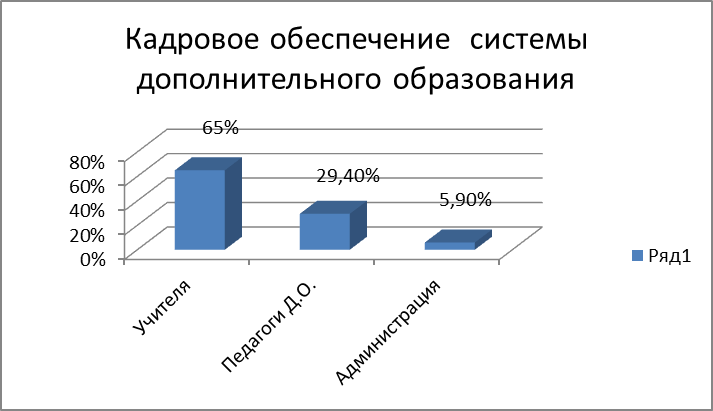 Кадровое обеспечение системы
дополнительного образования
65%
29,40%
5,90%
80%
60%
40%
20%
0%
Учителя
Педагоги Д.О.
Администрация
Ряд1